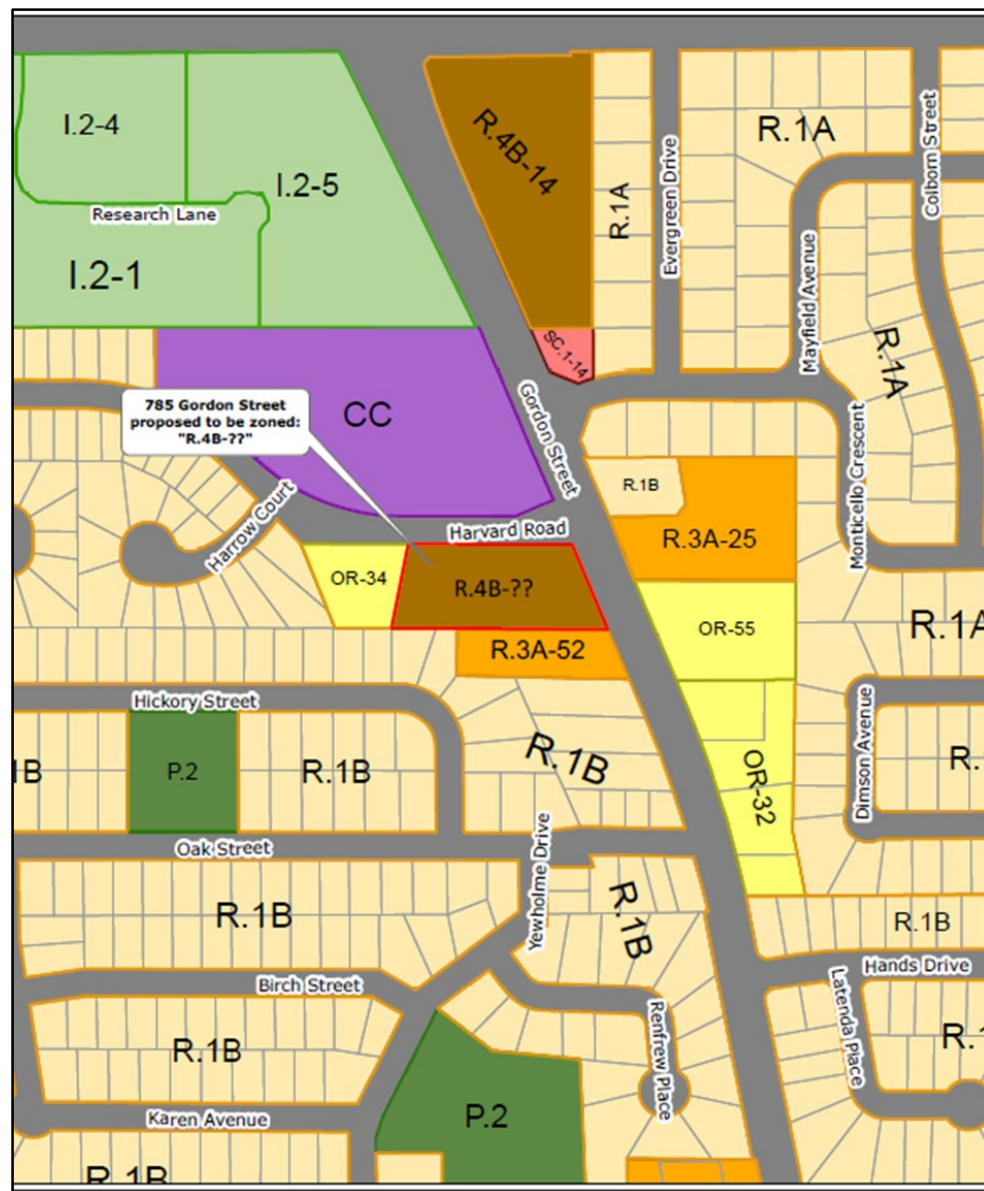 I.2-4
I.2-5
Research Lane
I.2-1
R.4B-14
R.1A
Evergreen Drive
R.1A
Colborn Street
Mayfield Avenue
R.1A
SC.1-14
785 Gordon Street
proposed to be zoned:
"R.4B-??"
CC
Gordon Street
Monticello Crescent
R.1B
R.3A-25
Harrow Court
Harvard Road
OR-34
R.4B-??
OR-55
R.1A
R.3A-52
Hickory Street
1B
P.2
R.1B
R.1B
OR-32
Dimson Avenue
R.
Oak Street
Yewholme Drive
R.1B
R.1B
R.1B
Hands Drive
Birch Street
Latenda Place
Renfrew Place
R.1B
R.1
Karen Avenue
P.2
R.1B